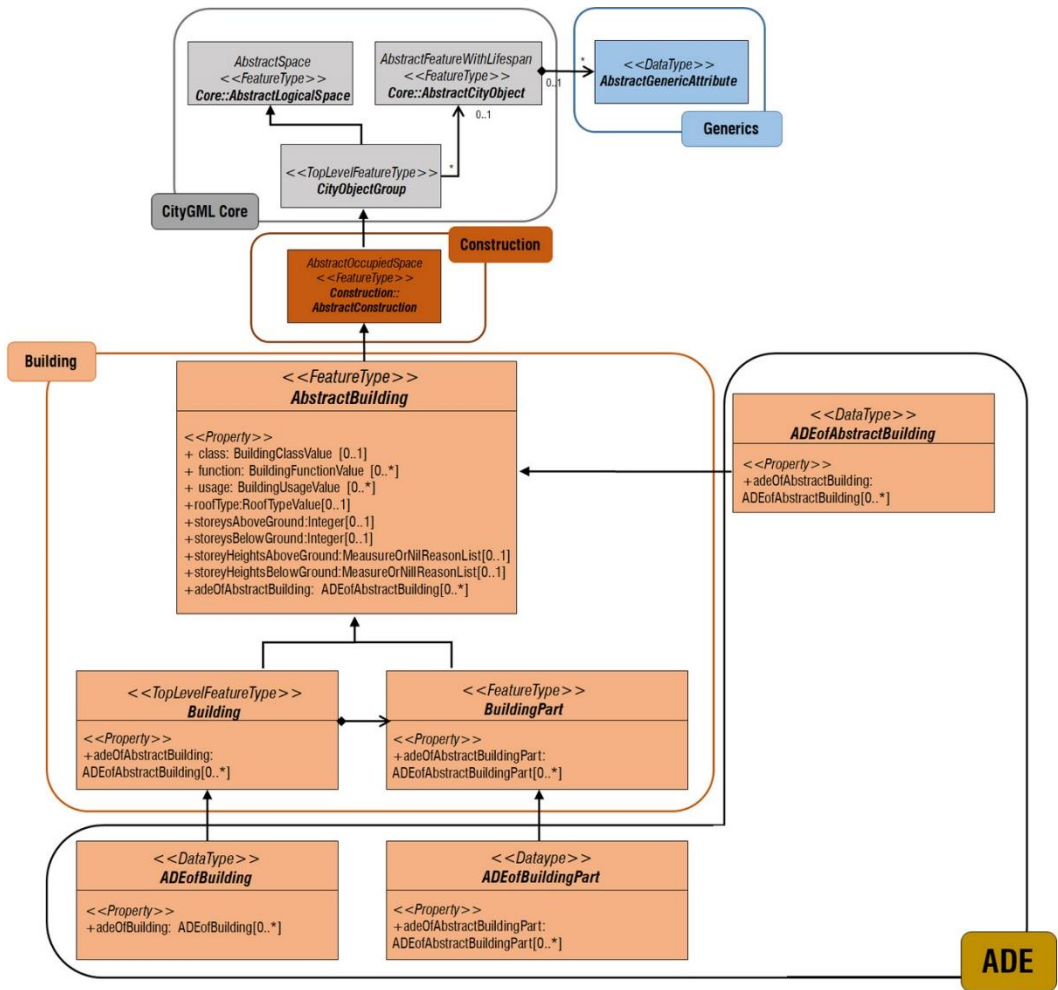 AbstractSpace
<<FeatureType>>
Core::AbstractLogicalSpace
AbstractFeatureWithLifespan
<<FeatureType>>
Core::AbstractCityObject
0..1
*
0..1
<<DataType>>
AbstractGenericAttribute
Generics
<<TopLevelFeatureType>>
CityObjectGroup
*
CityGML Core
Construction
AbstractOccupiedSpace
<<FeatureType>>
Construction::
AbstractConstruction
Building
<<FeatureType>>
AbstractBuilding
<<Property>>
+ class: BuildingClassValue [0..1]
+ function: BuildingFunctionValue [0..*]
+ usage: BuildingUsageValue [0..*]
+roofType:RoofTypeValue[0..1]
+storeysAboveGround:Integer[0..1]
+storeysBelowGround:Integer[0..1]
+storeyHeightsAboveGround:MeausureOrNilReasonList[0..1]
+storeyHeightsBelowGround:MeasureOrNillReasonList[0..1]
+adeOfAbstractBuilding: ADEofAbstractBuilding[0..*]
<<DataType>>
ADEofAbstractBuilding
<<Property>>
+adeOfAbstractBuilding:
ADEofAbstractBuilding[0..*]
<<TopLevelFeatureType>>
Building
<<Property>>
+adeOfAbstractBuilding:
ADEofAbstractBuilding[0..*]
<<FeatureType>>
BuildingPart
<<Property>>
+adeOfAbstractBuildingPart:
ADEofAbstractBuildingPart[0..*]
<<DataType>>
ADEofBuilding
<<Property>>
+adeOfBuilding: ADEofBuilding[0..*]
<<Dataype>>
ADEofBuildingPart
<<Property>>
+adeOfAbstractBuildingPart:
ADEofAbstractBuildingPart[0..*]
ADE